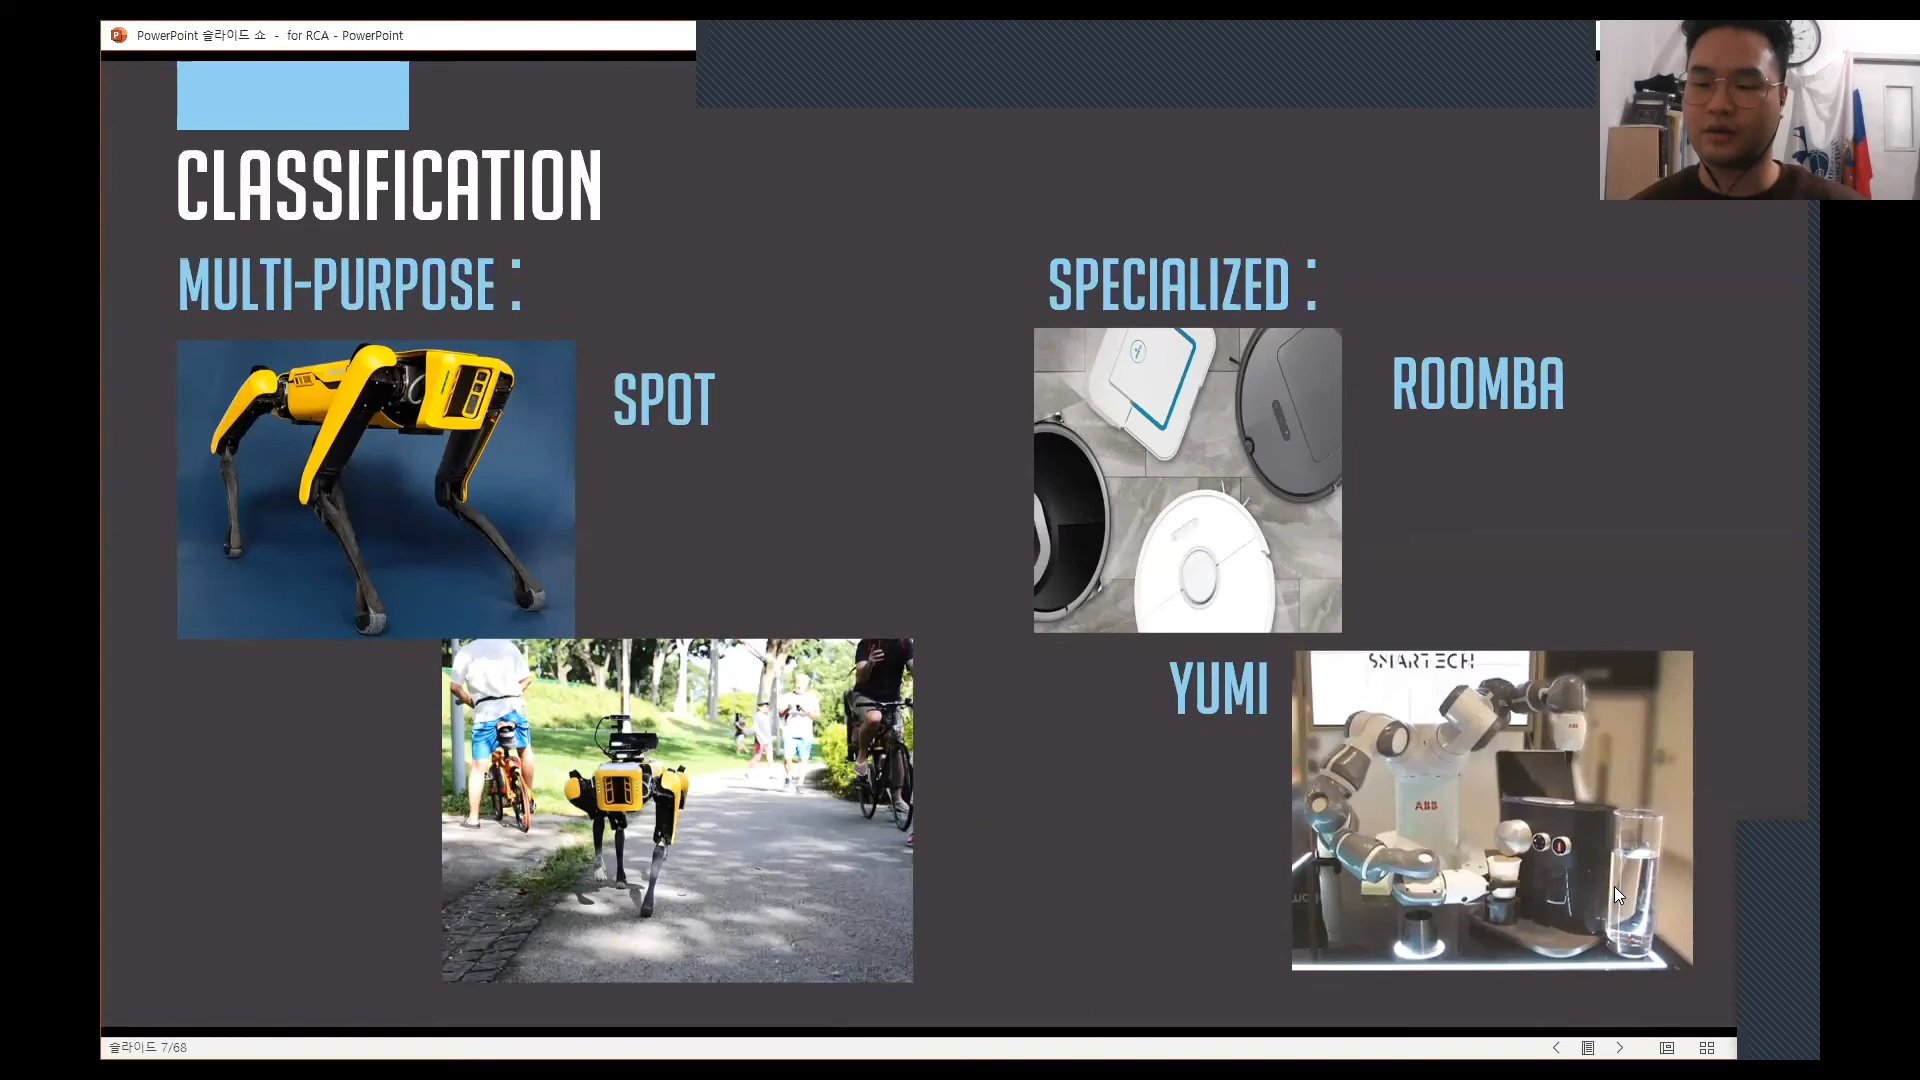 PowerPoint 슬라이드 쇼 - for RCA - PowerPoint
CLASSIFICATION
MULTI-PURPOSE :
SPECIALIZED :
SPOT
ROOMBA
YUMI
SMARTECH
ABB
ABB
슬라이드 7/68